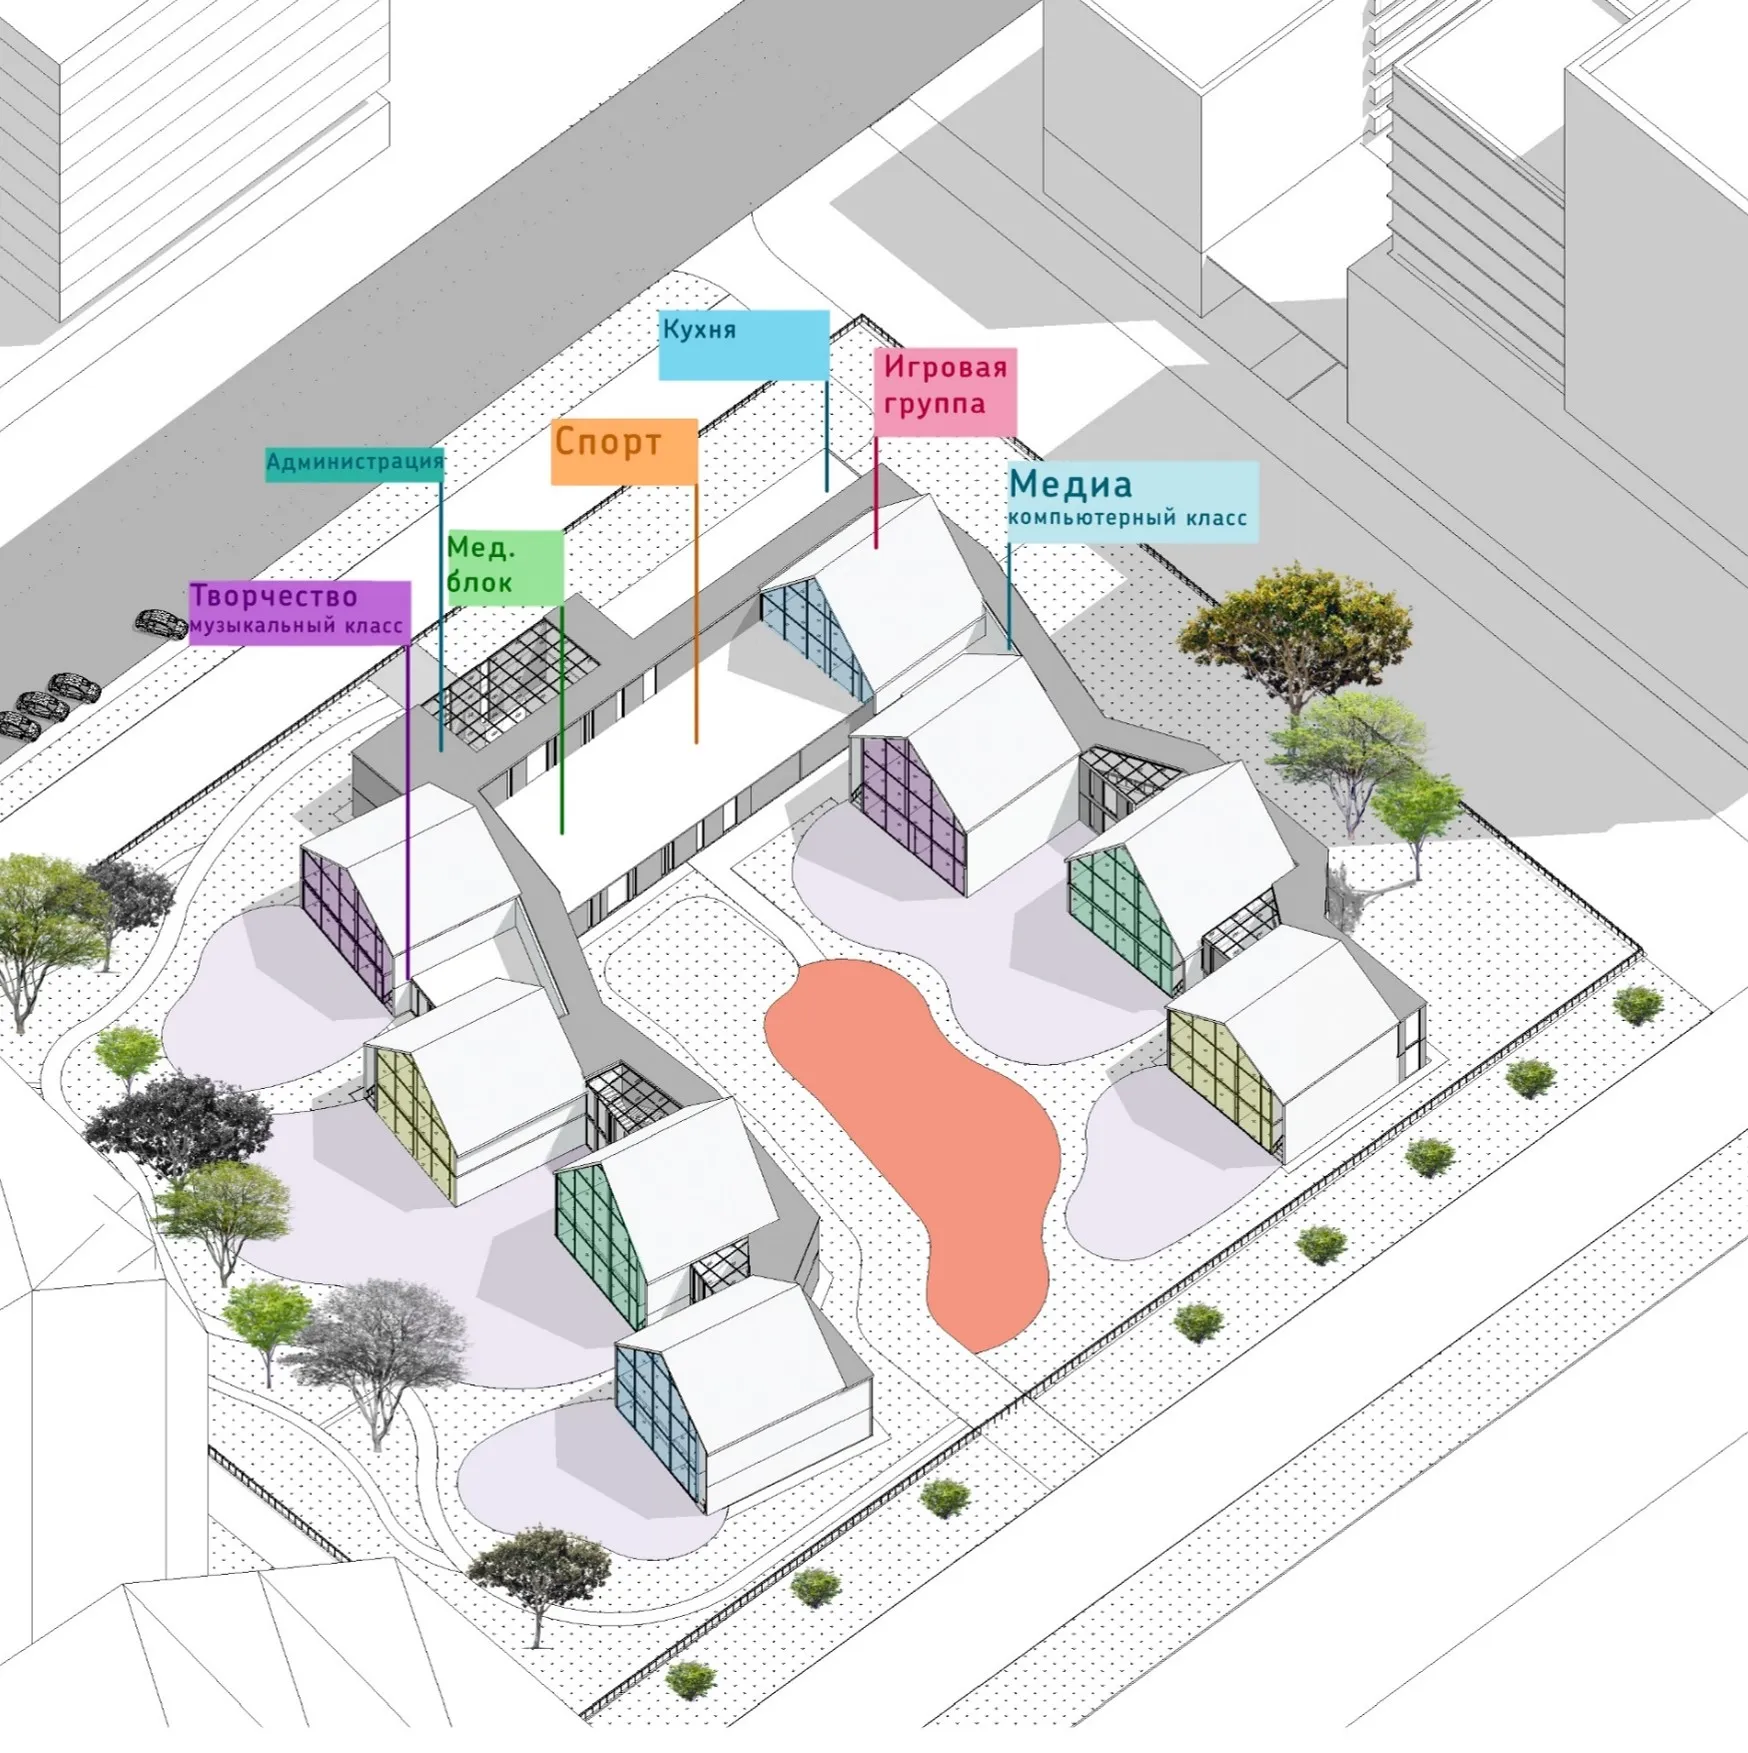 Кухня
Игровая
группа
Спорт
Администрация
Медиа
компьютерный класс
Мед.
блок
Творчество
музыкальный класс